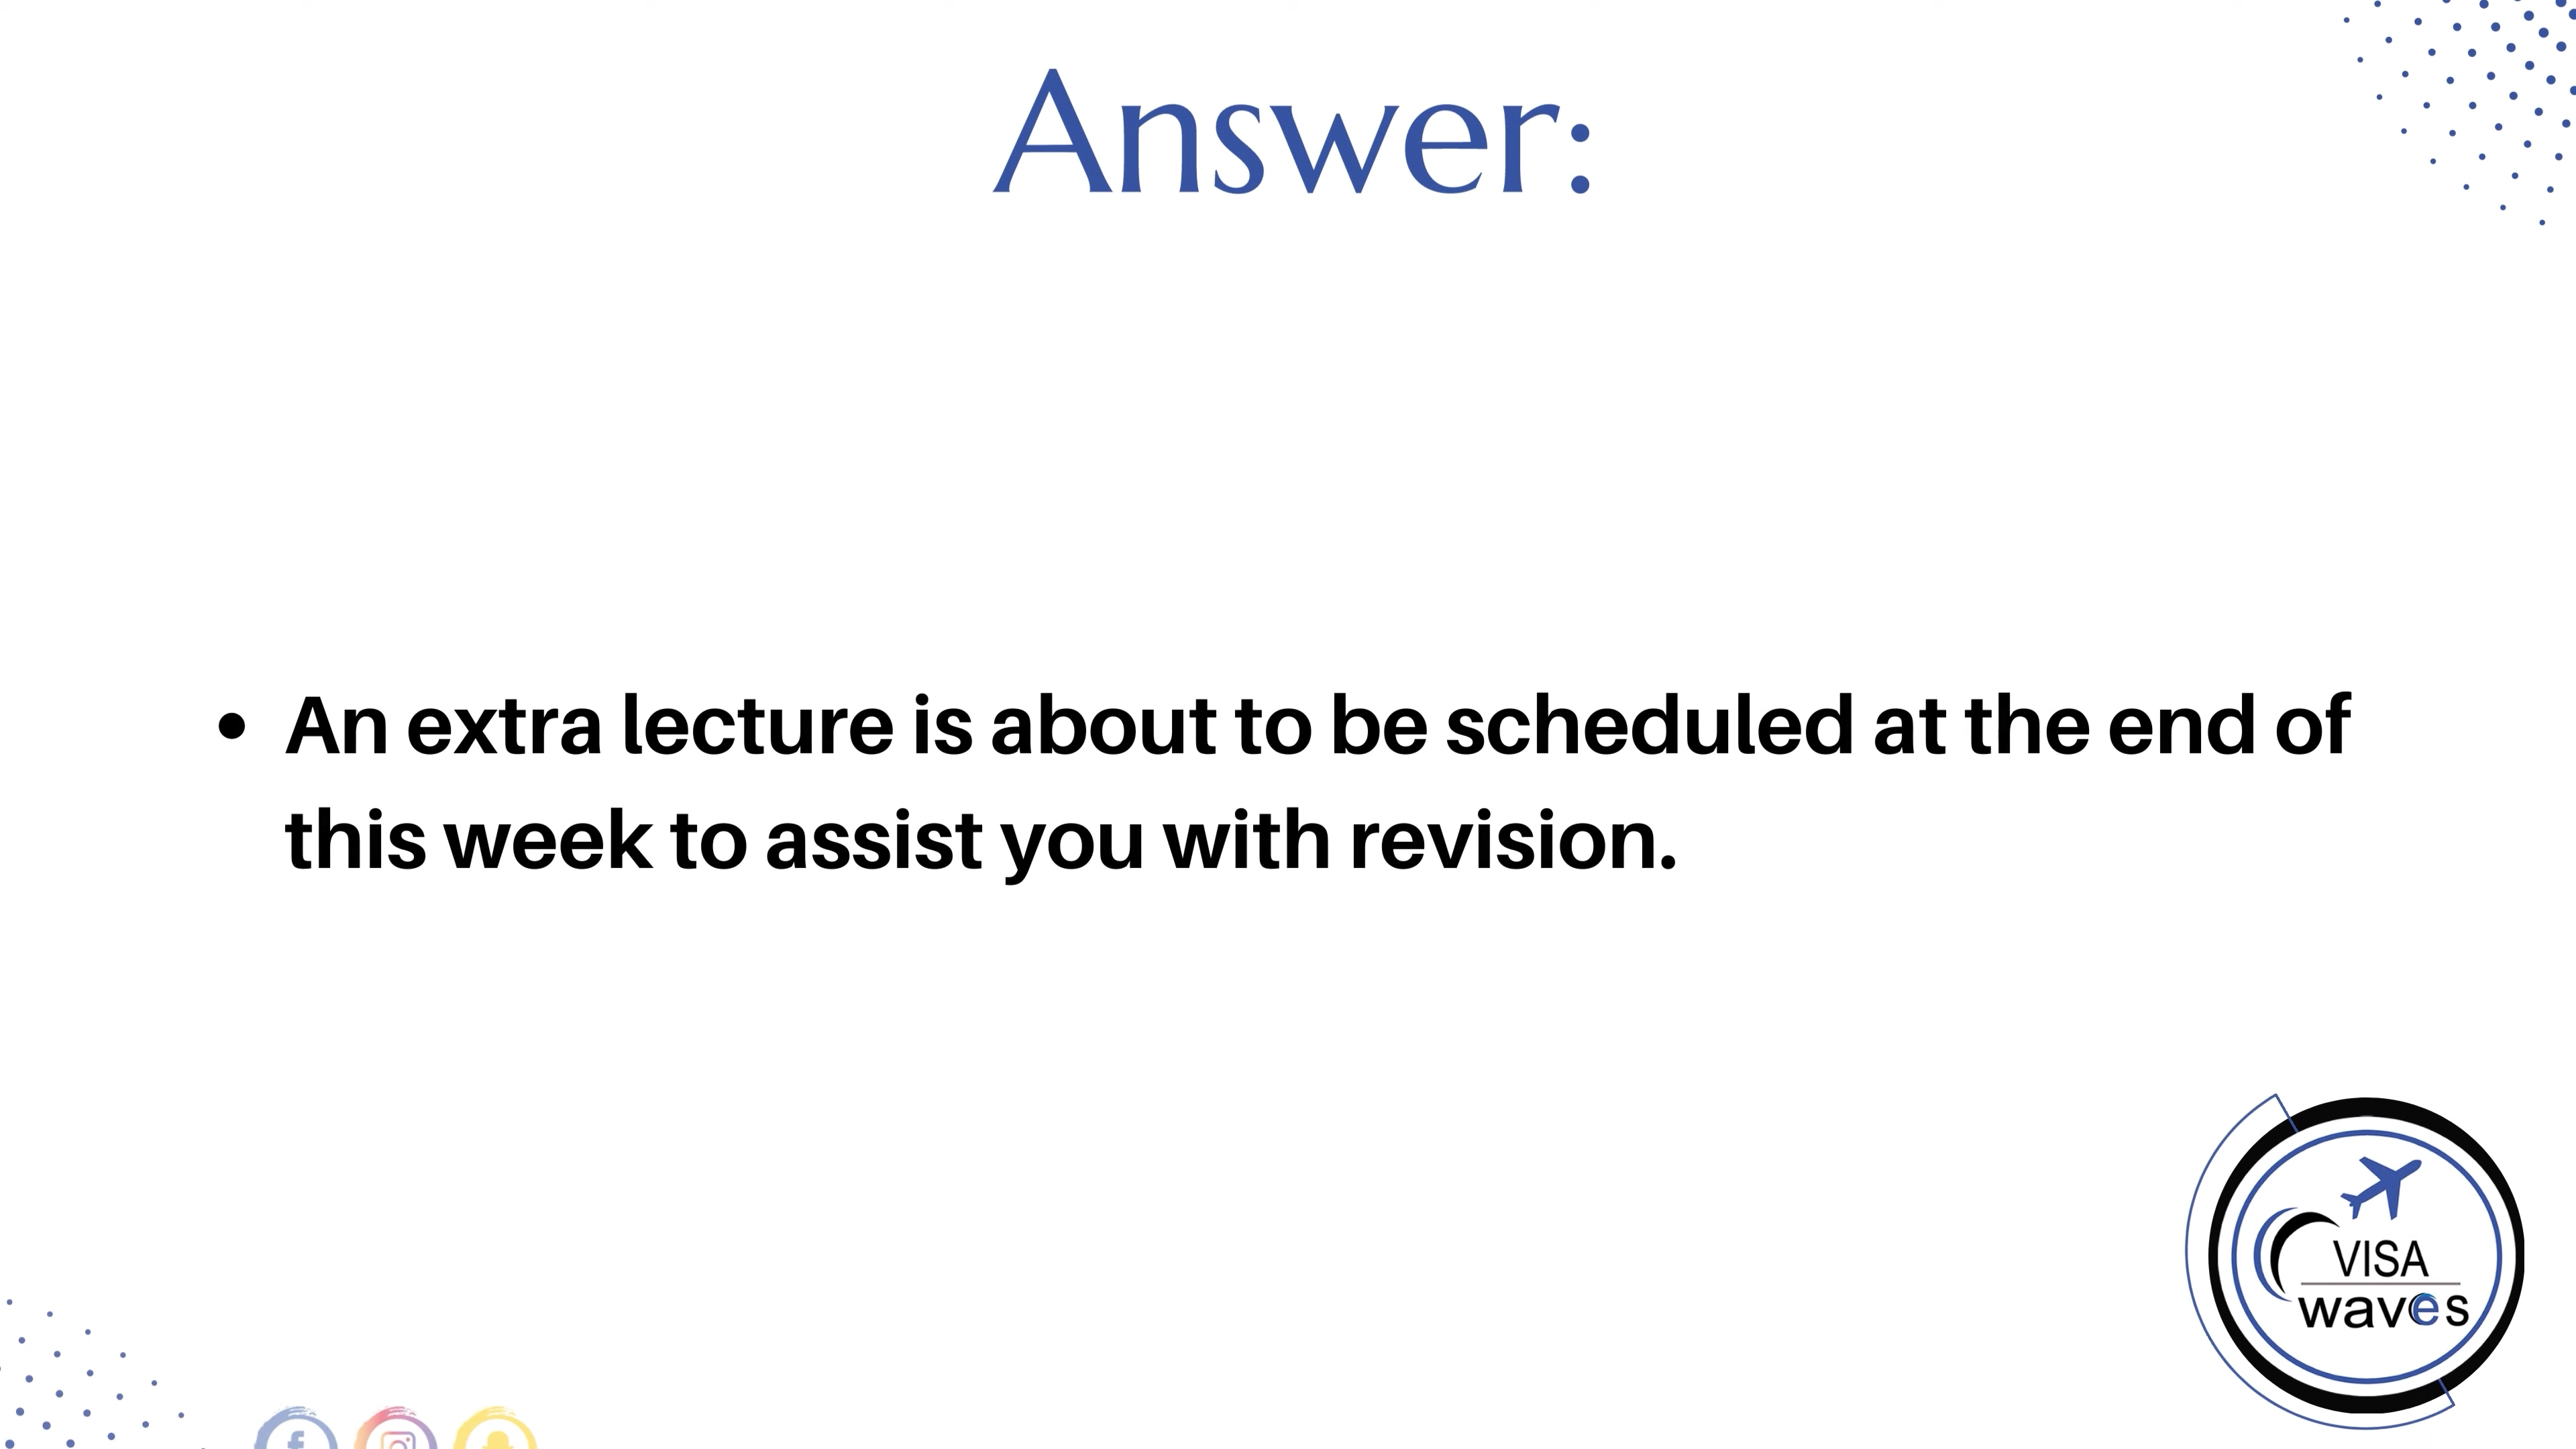 Answer:
• An extra lecture is about to be scheduled at the end of
this week to assist you with revision.
VISA
waves